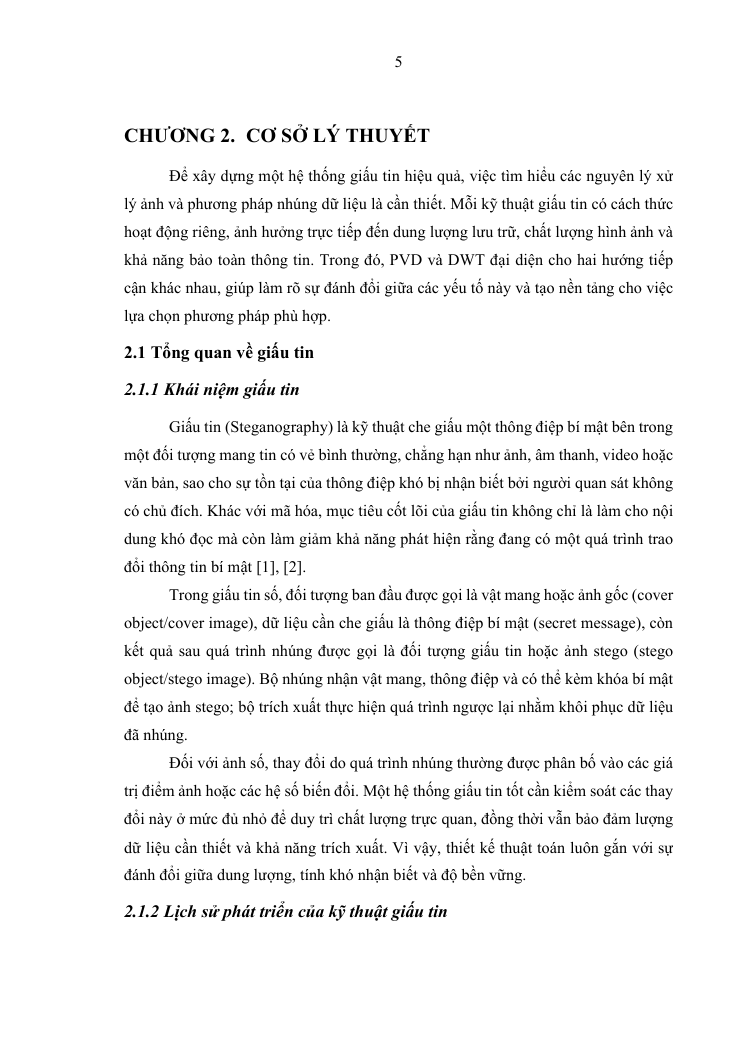 5
CHƯƠNG 2. CƠ SỞ LÝ THUYẾT
Để xây dựng một hệ thống giấu tin hiệu quả, việc tìm hiểu các nguyên lý xử
lý ảnh và phương pháp nhúng dữ liệu là cần thiết. Mỗi kỹ thuật giấu tin có cách thức
hoạt động riêng, ảnh hưởng trực tiếp đến dung lượng lưu trữ, chất lượng hình ảnh và
khả năng bảo toàn thông tin. Trong đó, PVD và DWT đại diện cho hai hướng tiếp
cận khác nhau, giúp làm rõ sự đánh đổi giữa các yếu tố này và tạo nền tảng cho việc
lựa chọn phương pháp phù hợp.
2.1 Tổng quan về giấu tin
2.1.1 Khái niệm giấu tin
Giấu tin (Steganography) là kỹ thuật che giấu một thông điệp bí mật bên trong
một đối tượng mang tin có vẻ bình thường, chẳng hạn như ảnh, âm thanh, video hoặc
văn bản, sao cho sự tồn tại của thông điệp khó bị nhận biết bởi người quan sát không
có chủ đích. Khác với mã hóa, mục tiêu cốt lõi của giấu tin không chỉ là làm cho nội
dung khó đọc mà còn làm giảm khả năng phát hiện rằng đang có một quá trình trao
đổi thông tin bí mật [1], [2].
Trong giấu tin số, đối tượng ban đầu được gọi là vật mang hoặc ảnh gốc (cover
object/cover image), dữ liệu cần che giấu là thông điệp bí mật (secret message), còn
kết quả sau quá trình nhúng được gọi là đối tượng giấu tin hoặc ảnh stego (stego
object/stego image). Bộ nhúng nhận vật mang, thông điệp và có thể kèm khóa bí mật
để tạo ảnh stego; bộ trích xuất thực hiện quá trình ngược lại nhằm khôi phục dữ liệu
đã nhúng.
Đối với ảnh số, thay đổi do quá trình nhúng thường được phân bố vào các giá
trị điểm ảnh hoặc các hệ số biến đổi. Một hệ thống giấu tin tốt cần kiểm soát các thay
đổi này ở mức đủ nhỏ để duy trì chất lượng trực quan, đồng thời vẫn bảo đảm lượng
dữ liệu cần thiết và khả năng trích xuất. Vì vậy, thiết kế thuật toán luôn gắn với sự
đánh đổi giữa dung lượng, tính khó nhận biết và độ bền vững.
2.1.2 Lịch sử phát triển của kỹ thuật giấu tin